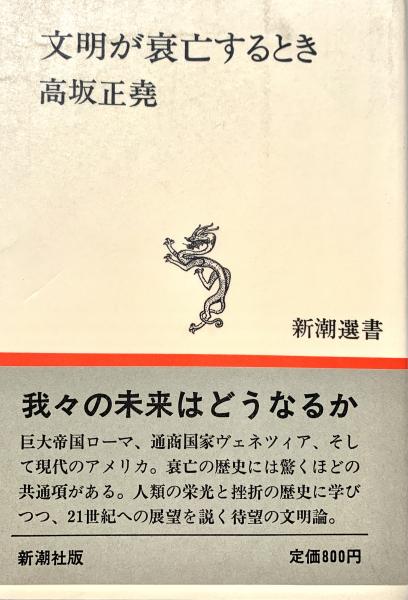 文明が衰亡するとき
高坂正堯
新潮選書
我々の未来はどうなるか
巨大帝国ローマ、通商国家ヴェネツィア、そし
て現代のアメリカ。衰亡の歴史には驚くほどの
共通項がある。人類の栄光と挫折の歴史に学び
つつ、21世紀への展望を説く待望の文明論。
新潮社版
定価800円